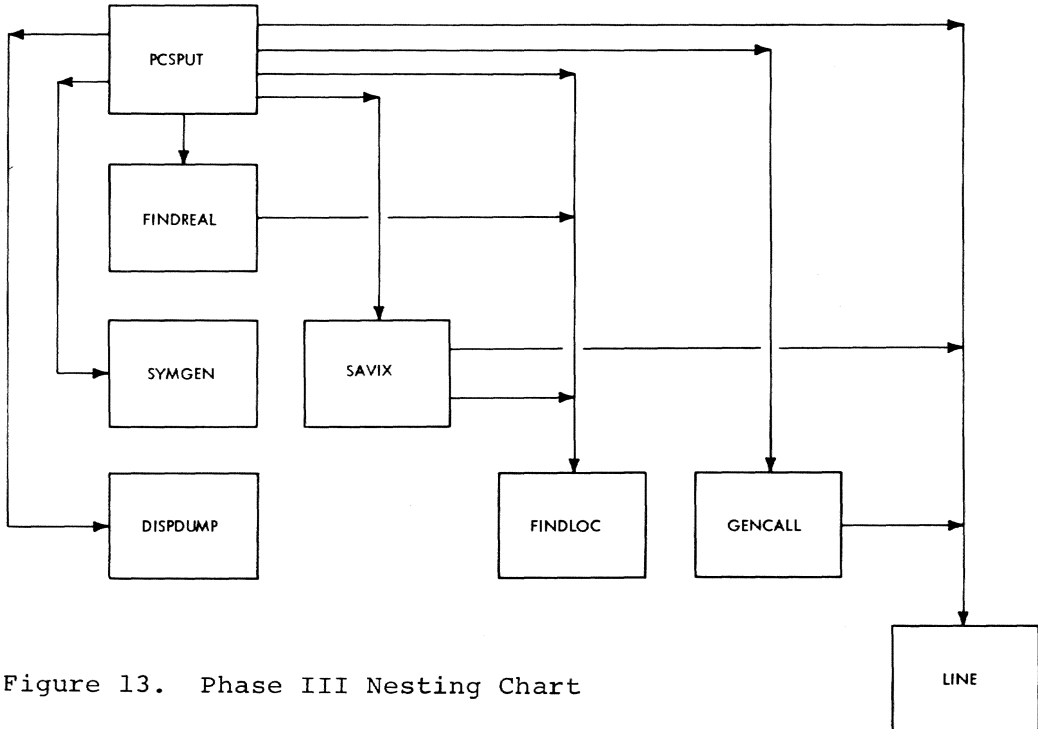 PCSPUT
FINDREAL
SYMGEN
SAVIX
DISPDUMP
FINDLOC
GENCALL
LINE
Figure 13. Phase III Nesting Chart